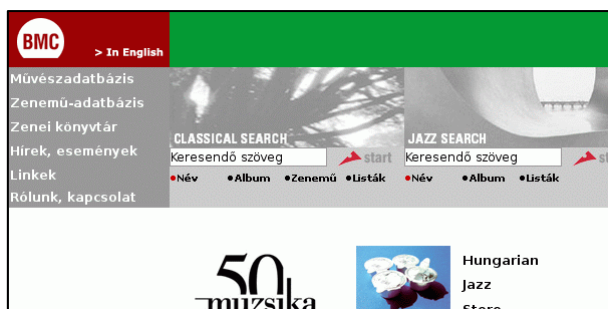 BMC
> In English
Művészadatbázis
Zenemű-adatbázis
Zenei könyvtár
Hírek, események
Linkek
Rólunk, kapcsolat
CLASSICAL SEARCH
Keresendő szöveg
start
•Név •Album •Zenemű •Listák
JAZZ SEARCH
Keresendő szöveg
st
•Név •Album •Listák
50
muzsika
Hungarian
Jazz
Store